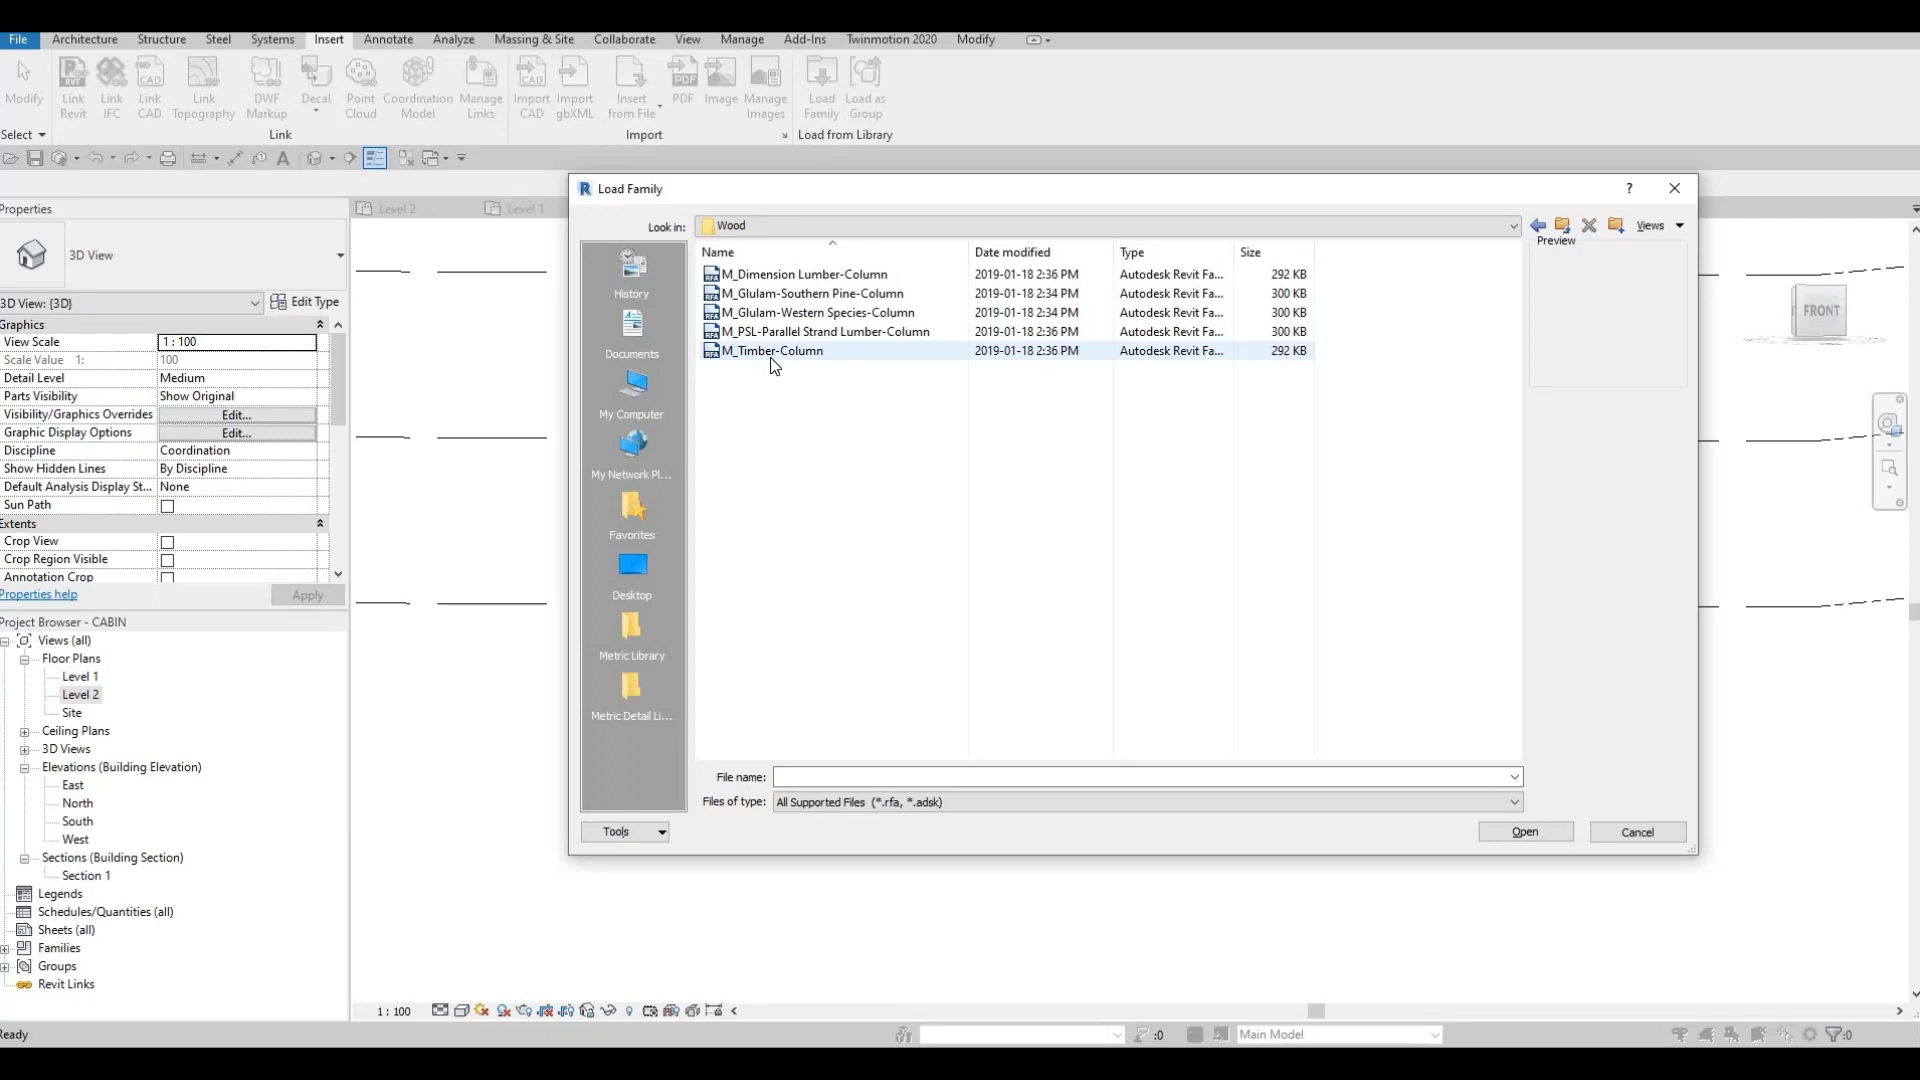 File Architecture Structure Steel Systems Insert Annotate Analyze Massing & Site Collaborate View Manage Add-Ins Twinmotion 2020 Modify
Modify
Link Revit
Link IFC
Link CAD
Link Topography
DWF Markup
Decal
Point Cloud
Coordination Model
Manage Links
Import CAD
Import gbXML
Insert from File
PDF
Image
Manage Images
Load Family
Load as Group
Select
Link
Import
Load from Library
Properties
Level 2
Level 1
3D View
3D View: {3D}
Edit Type
Graphics
View Scale 1 : 100
Scale Value 1: 100
Detail Level Medium
Parts Visibility Show Original
Visibility/Graphics Overrides Edit...
Graphic Display Options Edit...
Discipline Coordination
Show Hidden Lines By Discipline
Default Analysis Display St... None
Sun Path
Extents
Crop View
Crop Region Visible
Annotation Crop
Properties help
Apply
Project Browser - CABIN
Views (all)
Floor Plans
Level 1
Level 2
Site
Ceiling Plans
3D Views
Elevations (Building Elevation)
East
North
South
West
Sections (Building Section)
Section 1
Legends
Schedules/Quantities (all)
Sheets (all)
Families
Groups
Revit Links
R Load Family ?
Look in: Wood
Views
Preview
History
Documents
My Computer
My Network Pl...
Favorites
Desktop
Metric Library
Metric Detail Li...
Name Date modified Type Size
M_Dimension Lumber-Column 2019-01-18 2:36 PM Autodesk Revit Fa... 292 KB
M_Glulam-Southern Pine-Column 2019-01-18 2:34 PM Autodesk Revit Fa... 300 KB
M_Glulam-Western Species-Column 2019-01-18 2:34 PM Autodesk Revit Fa... 300 KB
M_PSL-Parallel Strand Lumber-Column 2019-01-18 2:36 PM Autodesk Revit Fa... 300 KB
M_Timber-Column 2019-01-18 2:36 PM Autodesk Revit Fa... 292 KB
File name:
Files of type: All Supported Files (*.rfa, *.adsk)
Tools
Open
Cancel
FRONT
1 : 100
Ready
:0
Main Model
:0